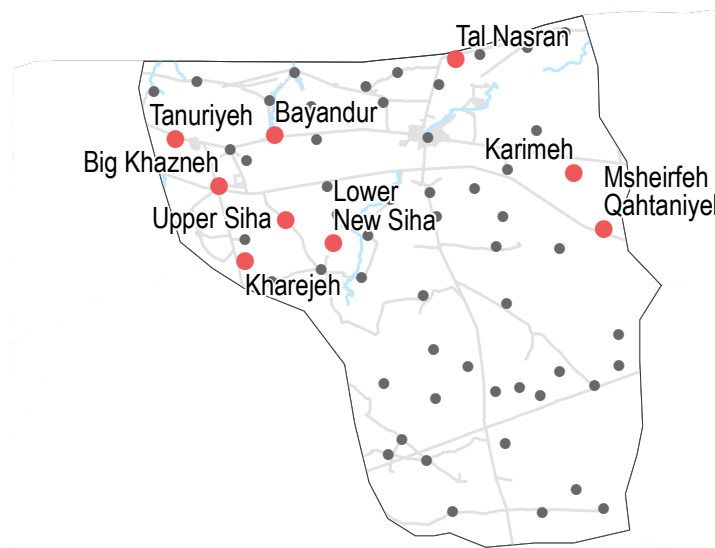 Tal Nasran
Tanuriyeh
Bayandur
Big Khazneh
Karimeh
Msheirfeh
Qahtaniyeh
Upper Siha
Lower
New Siha
Kharejeh